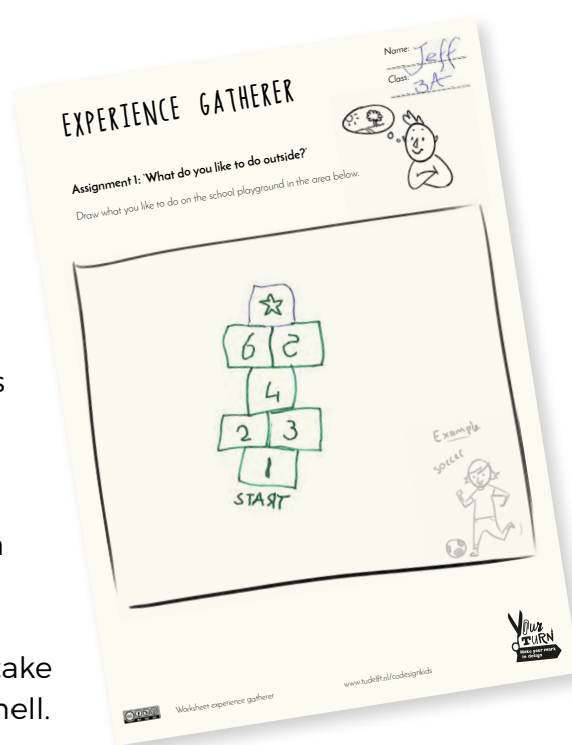 Name: Jeff
Class: 3A
EXPERIENCE GATHERER
Assignment 1: 'What do you like to do outside?'
Draw what you like to do on the school playground in the area below.
6 5
4
2 3
1
START
Example
soccer
s
hell.
YOUR
TURN
Make your mark
in design
www.tudelft.nl/codesignkids
Worksheet experience gatherer